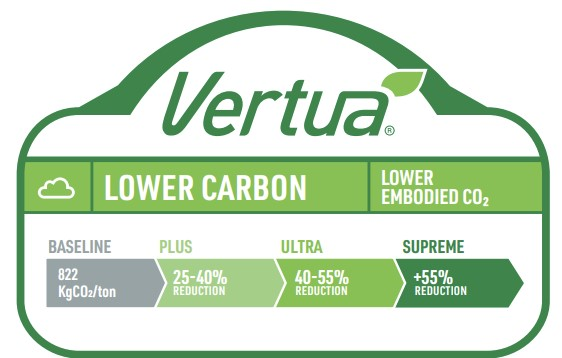 Vertua®
LOWER CARBON
LOWER
EMBODIED CO₂
BASELINE
822
KgCO₂/ton
PLUS
25-40%
REDUCTION
ULTRA
40-55%
REDUCTION
SUPREME
+55%
REDUCTION